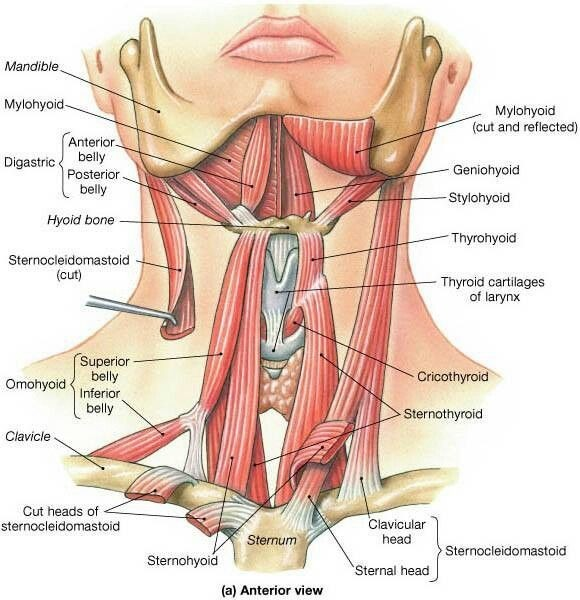 Mandible
Mylohyoid
Digastric
Anterior
belly
Posterior
belly
Hyoid bone
Sternocleidomastoid
(cut)
Omohyoid
Superior
belly
Inferior
belly
Clavicle
Cut heads of
sternocleidomastoid
Sternohyoid
Sternum
Mylohyoid
(cut and reflected)
Geniohyoid
Stylohyoid
Thyrohyoid
Thyroid cartilages
of larynx
Cricothyroid
Sternothyroid
Clavicular
head
Sternal head
Sternocleidomastoid
(a) Anterior view